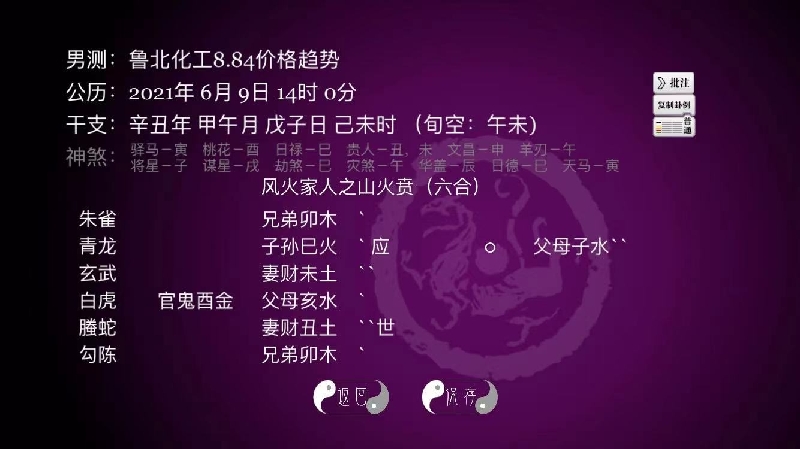 男测：鲁北化工8.84价格趋势
公历：2021年 6月 9日 14时 0分
干支：辛丑年 甲午月 戊子日 己未时 （旬空：午未）
神煞：驿马－寅 桃花－酉 日禄－巳 贵人－丑，未 文昌－申 羊刃－午
将星－子 谋星－戌 劫煞－巳 灾煞－午 华盖－辰 日德－巳 天马－寅
风火家人之山火贲（六合）
朱雀 兄弟卯木 `
青龙 子孙巳火 ` 应 ○ 父母子水 ``
玄武 妻财未土 ``
白虎 官鬼酉金 父母亥水 `
螣蛇 妻财丑土 ``世
勾陈 兄弟卯木 `
批注
复制卦例
普通
返回 保存